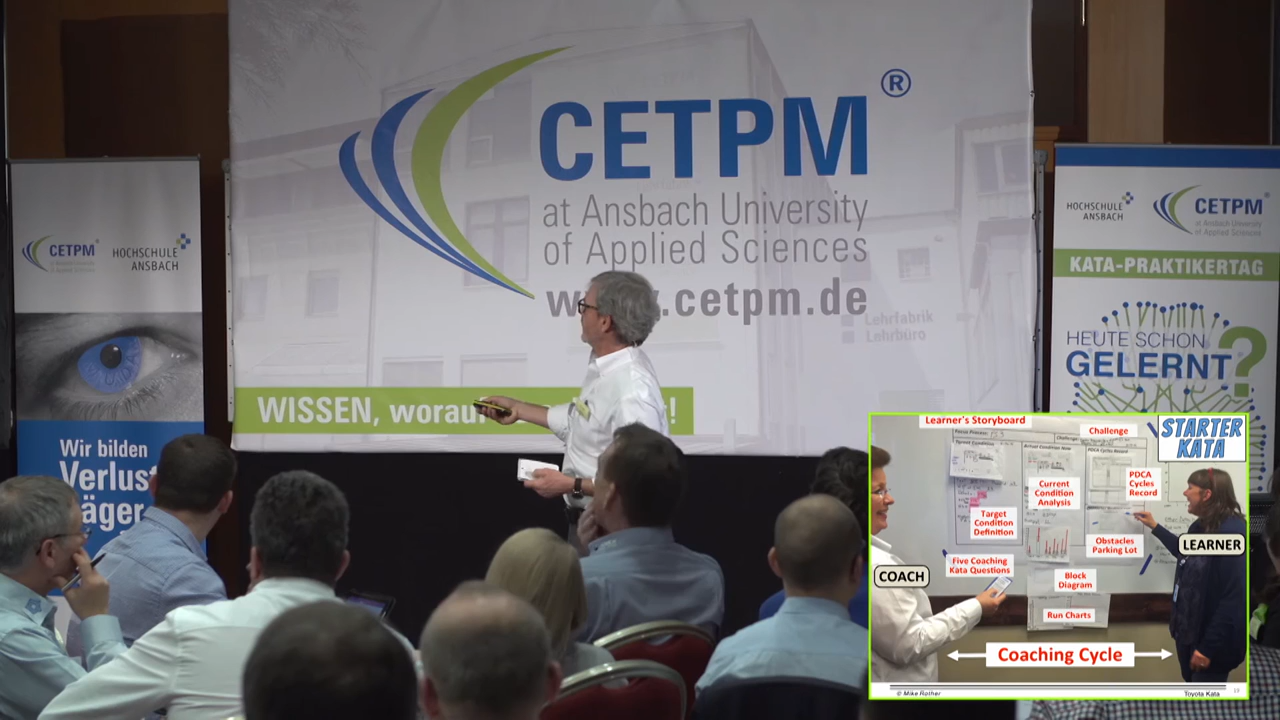 CETPM®
at Ansbach University
of Applied Sciences
www.cetpm.de
Lehrfabrik
Lehrbüro
WISSEN, worau
!
CETPM
HOCHSCHULE
ANSBACH
Wir bilden
Verlust
äger
HOCHSCHULE
ANSBACH
CETPM
at Ansbach University
of Applied Sciences
KATA-PRAKTIKERTAG
HEUTE SCHON
GELERNT?
Learner's Storyboard
Challenge
STARTER
KATA
Current
Condition
Analysis
PDCA
Cycles
Record
Target
Condition
Definition
Obstacles
Parking Lot
LEARNER
Five Coaching
Kata Questions
COACH
Block
Diagram
Run Charts
Coaching Cycle
© Mike Rother
Toyota Kata
19